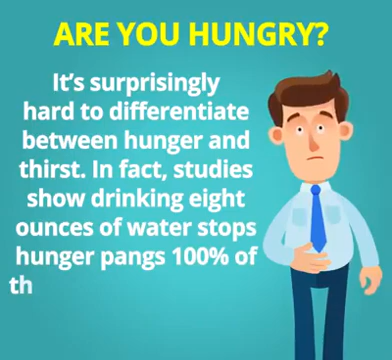 ARE YOU HUNGRY?
It's surprisingly
hard to differentiate
between hunger and
thirst. In fact, studies
show drinking eight
ounces of water stops
hunger pangs 100% of
th